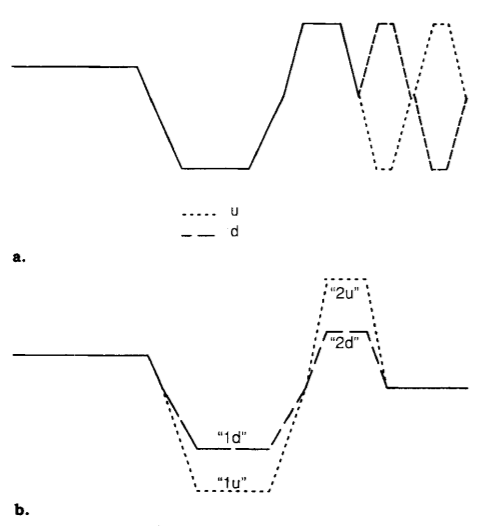 u
d
a.
“2u”
“2d”
“1d”
“1u”
b.